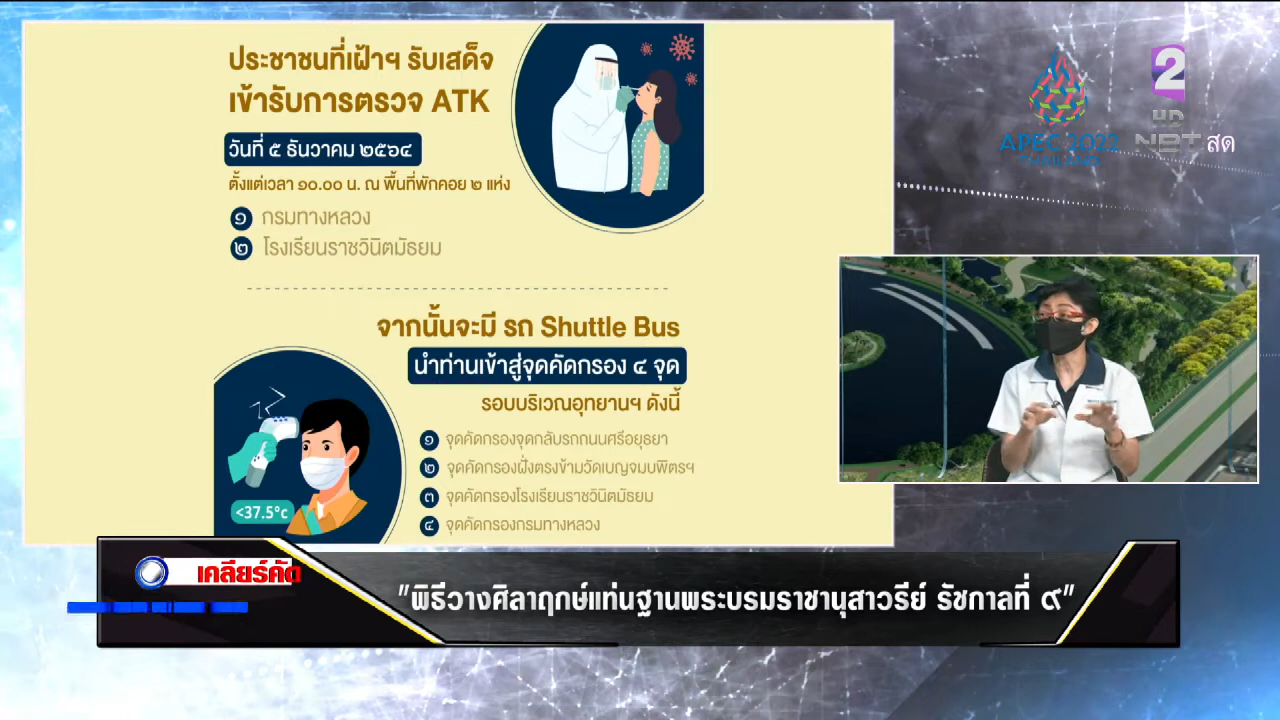 ประชาชนที่เฝ้าฯ รับเสด็จ
เข้ารับการตรวจ ATK
วันที่ ๕ ธันวาคม ๒๕๖๔
ตั้งแต่เวลา ๑๐.๐๐ น. ณ พื้นที่พักคอย ๒ แห่ง
๑ กรมทางหลวง
๒ โรงเรียนราชวินิตมัธยม
จากนั้นจะมี รถ Shuttle Bus
นำท่านเข้าสู่จุดคัดกรอง ๔ จุด
รอบบริเวณอุทยานฯ ดังนี้
๑ จุดคัดกรองจุดกลับรถถนนศรีอยุธยา
๒ จุดคัดกรองฝั่งตรงข้ามวัดเบญจมบพิตรฯ
๓ จุดคัดกรองโรงเรียนราชวินิตมัธยม
๔ จุดคัดกรองกรมทางหลวง
<37.5°c
APEC 2022
THAILAND
2
HD
NBT สด
เคลียร์คัด
"พิธีวางศิลาฤกษ์แท่นฐานพระบรมราชานุสาวรีย์ รัชกาลที่ ๙"